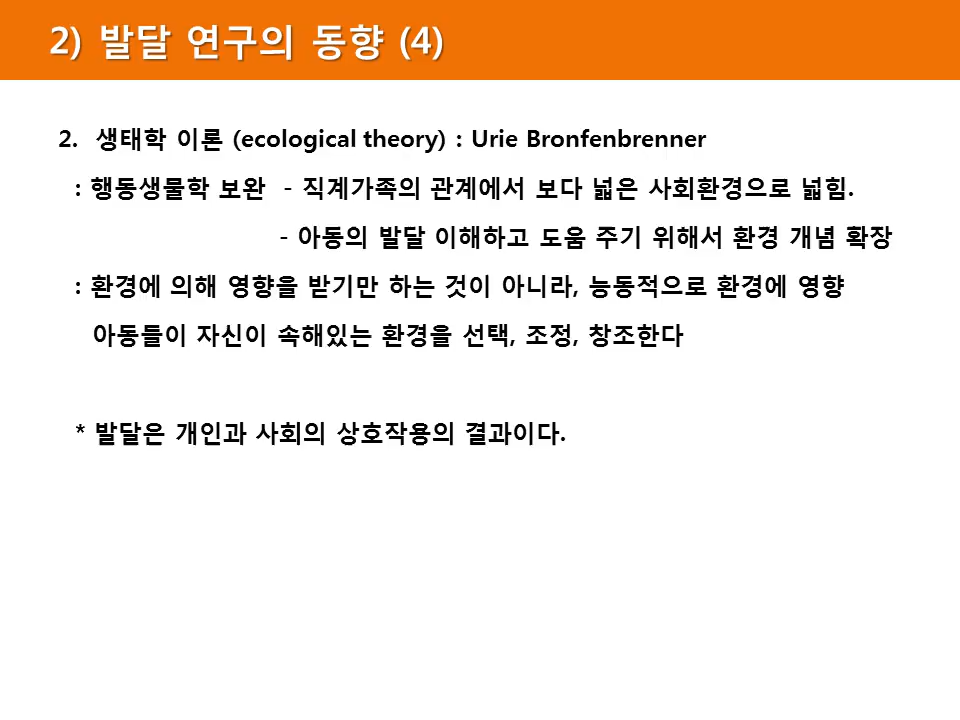 2) 발달 연구의 동향 (4)
2. 생태학 이론 (ecological theory) : Urie Bronfenbrenner
: 행동생물학 보완 - 직계가족의 관계에서 보다 넓은 사회환경으로 넓힘.
- 아동의 발달 이해하고 도움 주기 위해서 환경 개념 확장
: 환경에 의해 영향을 받기만 하는 것이 아니라, 능동적으로 환경에 영향
아동들이 자신이 속해있는 환경을 선택, 조정, 창조한다
* 발달은 개인과 사회의 상호작용의 결과이다.